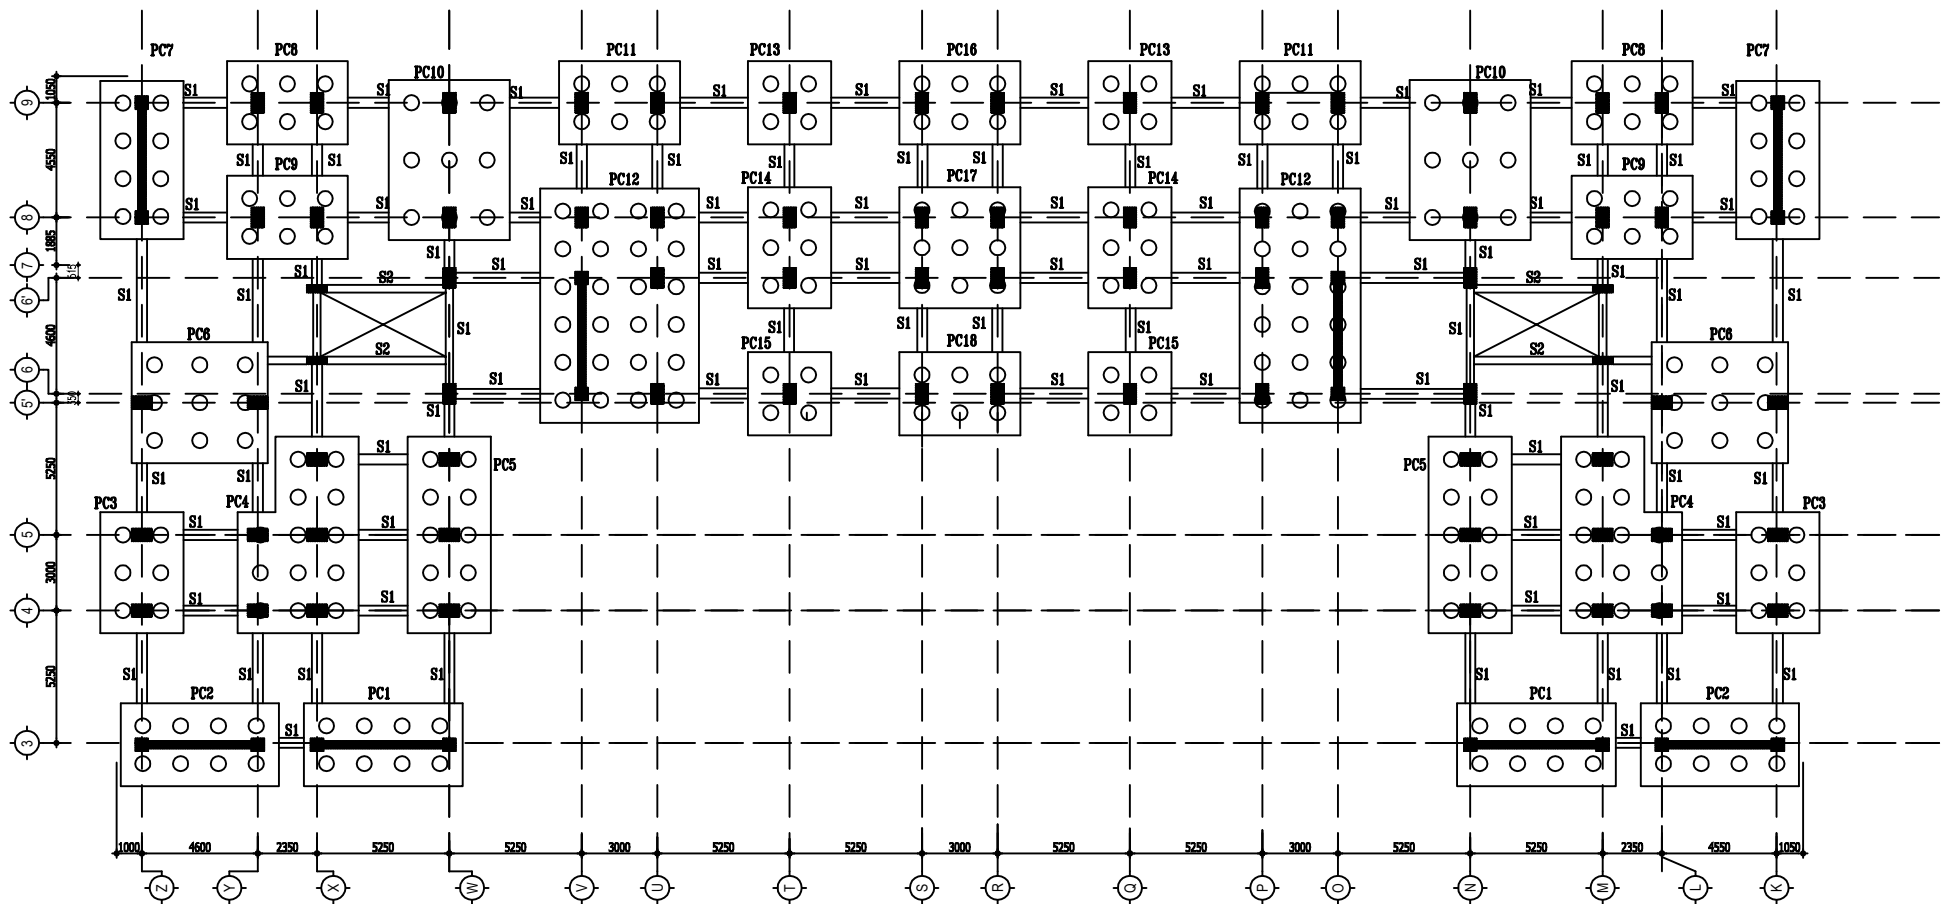 PC7 PC8 PC11 PC13 PC16 PC13 PC11 PC8 PC7
PC10 PC10
1050
9 S1 S1 S1 S1 S1 S1 S1 S1 S1 S1 S1 S1
4550
S1 S1 S1 S1 S1 S1 S1 S1 S1 S1 S1 S1
PC9 PC12 PC14 PC17 PC14 PC12 PC9
8 S1 S1 S1 S1 S1 S1 S1 S1 S1 S1 S1 S1
1885
S1 S1
7 515 S1 S2 S1 S1 S1 S1 S1 S1 S2 S1
6' S1 S1 S1 S1
4600
PC6 S1 S1 S1 S1 S1 S1 PC6
S2 PC15 PC18 PC15 S2
6 S1 S1 S1 S1 S1 S1 S1 S1
5' 350 S1 S1
S1 S1
5250
S1 S1 PC5 PC5 S1 S1
PC3 PC4 PC4 PC3
5 S1 S1 S1 S1
3000
4 S1 S1 S1 S1
5250
S1 S1 S1 S1 S1 S1 S1 S1
PC2 PC1 PC1 PC2
3 S1 S1
1000 4600 2350 5250 5250 3000 5250 5250 3000 5250 5250 3000 5250 5250 2350 4550 1050
Z Y X W V U T S R Q P O N M L K